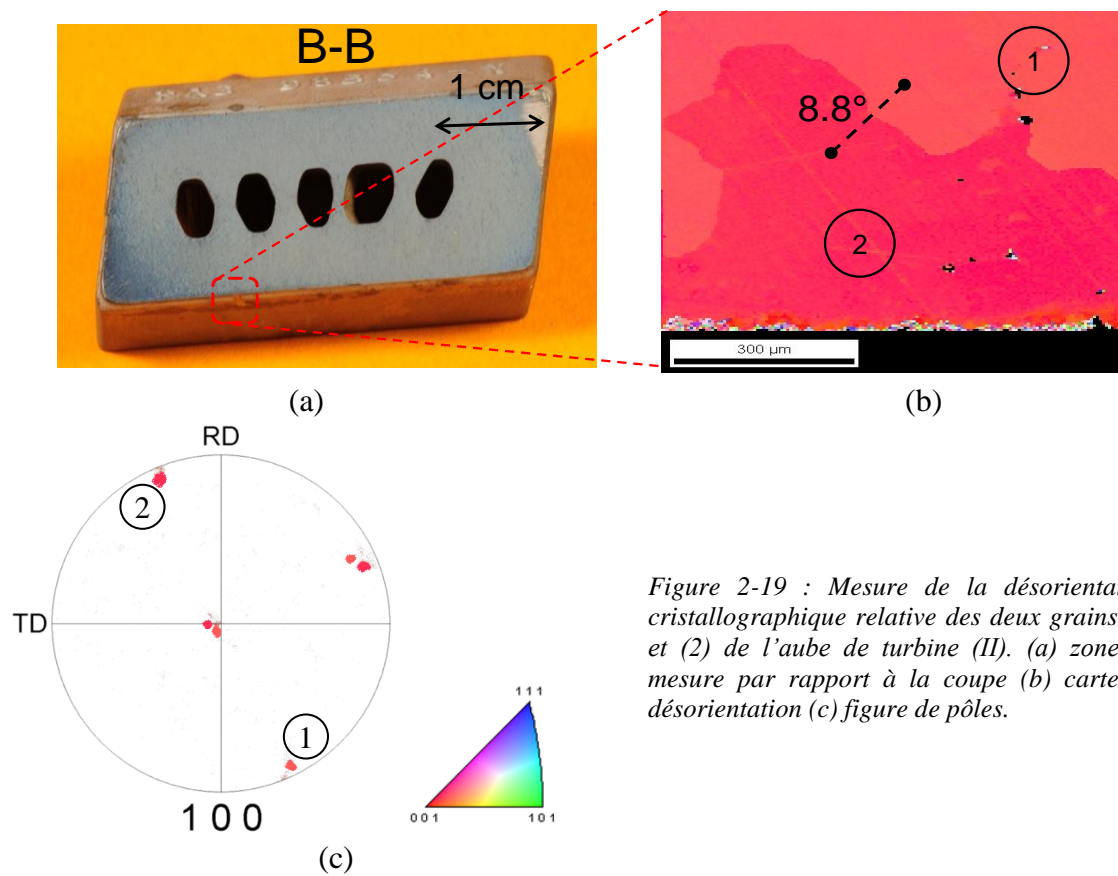 B-B
1 cm
1
8.8°
2
300 µm
(a)
(b)
RD
2
TD
1
1 0 0
111
001
101
(c)
Figure 2-19 : Mesure de la désorienta
cristallographique relative des deux grains
et (2) de l'aube de turbine (II). (a) zone
mesure par rapport à la coupe (b) carte
désorientation (c) figure de pôles.